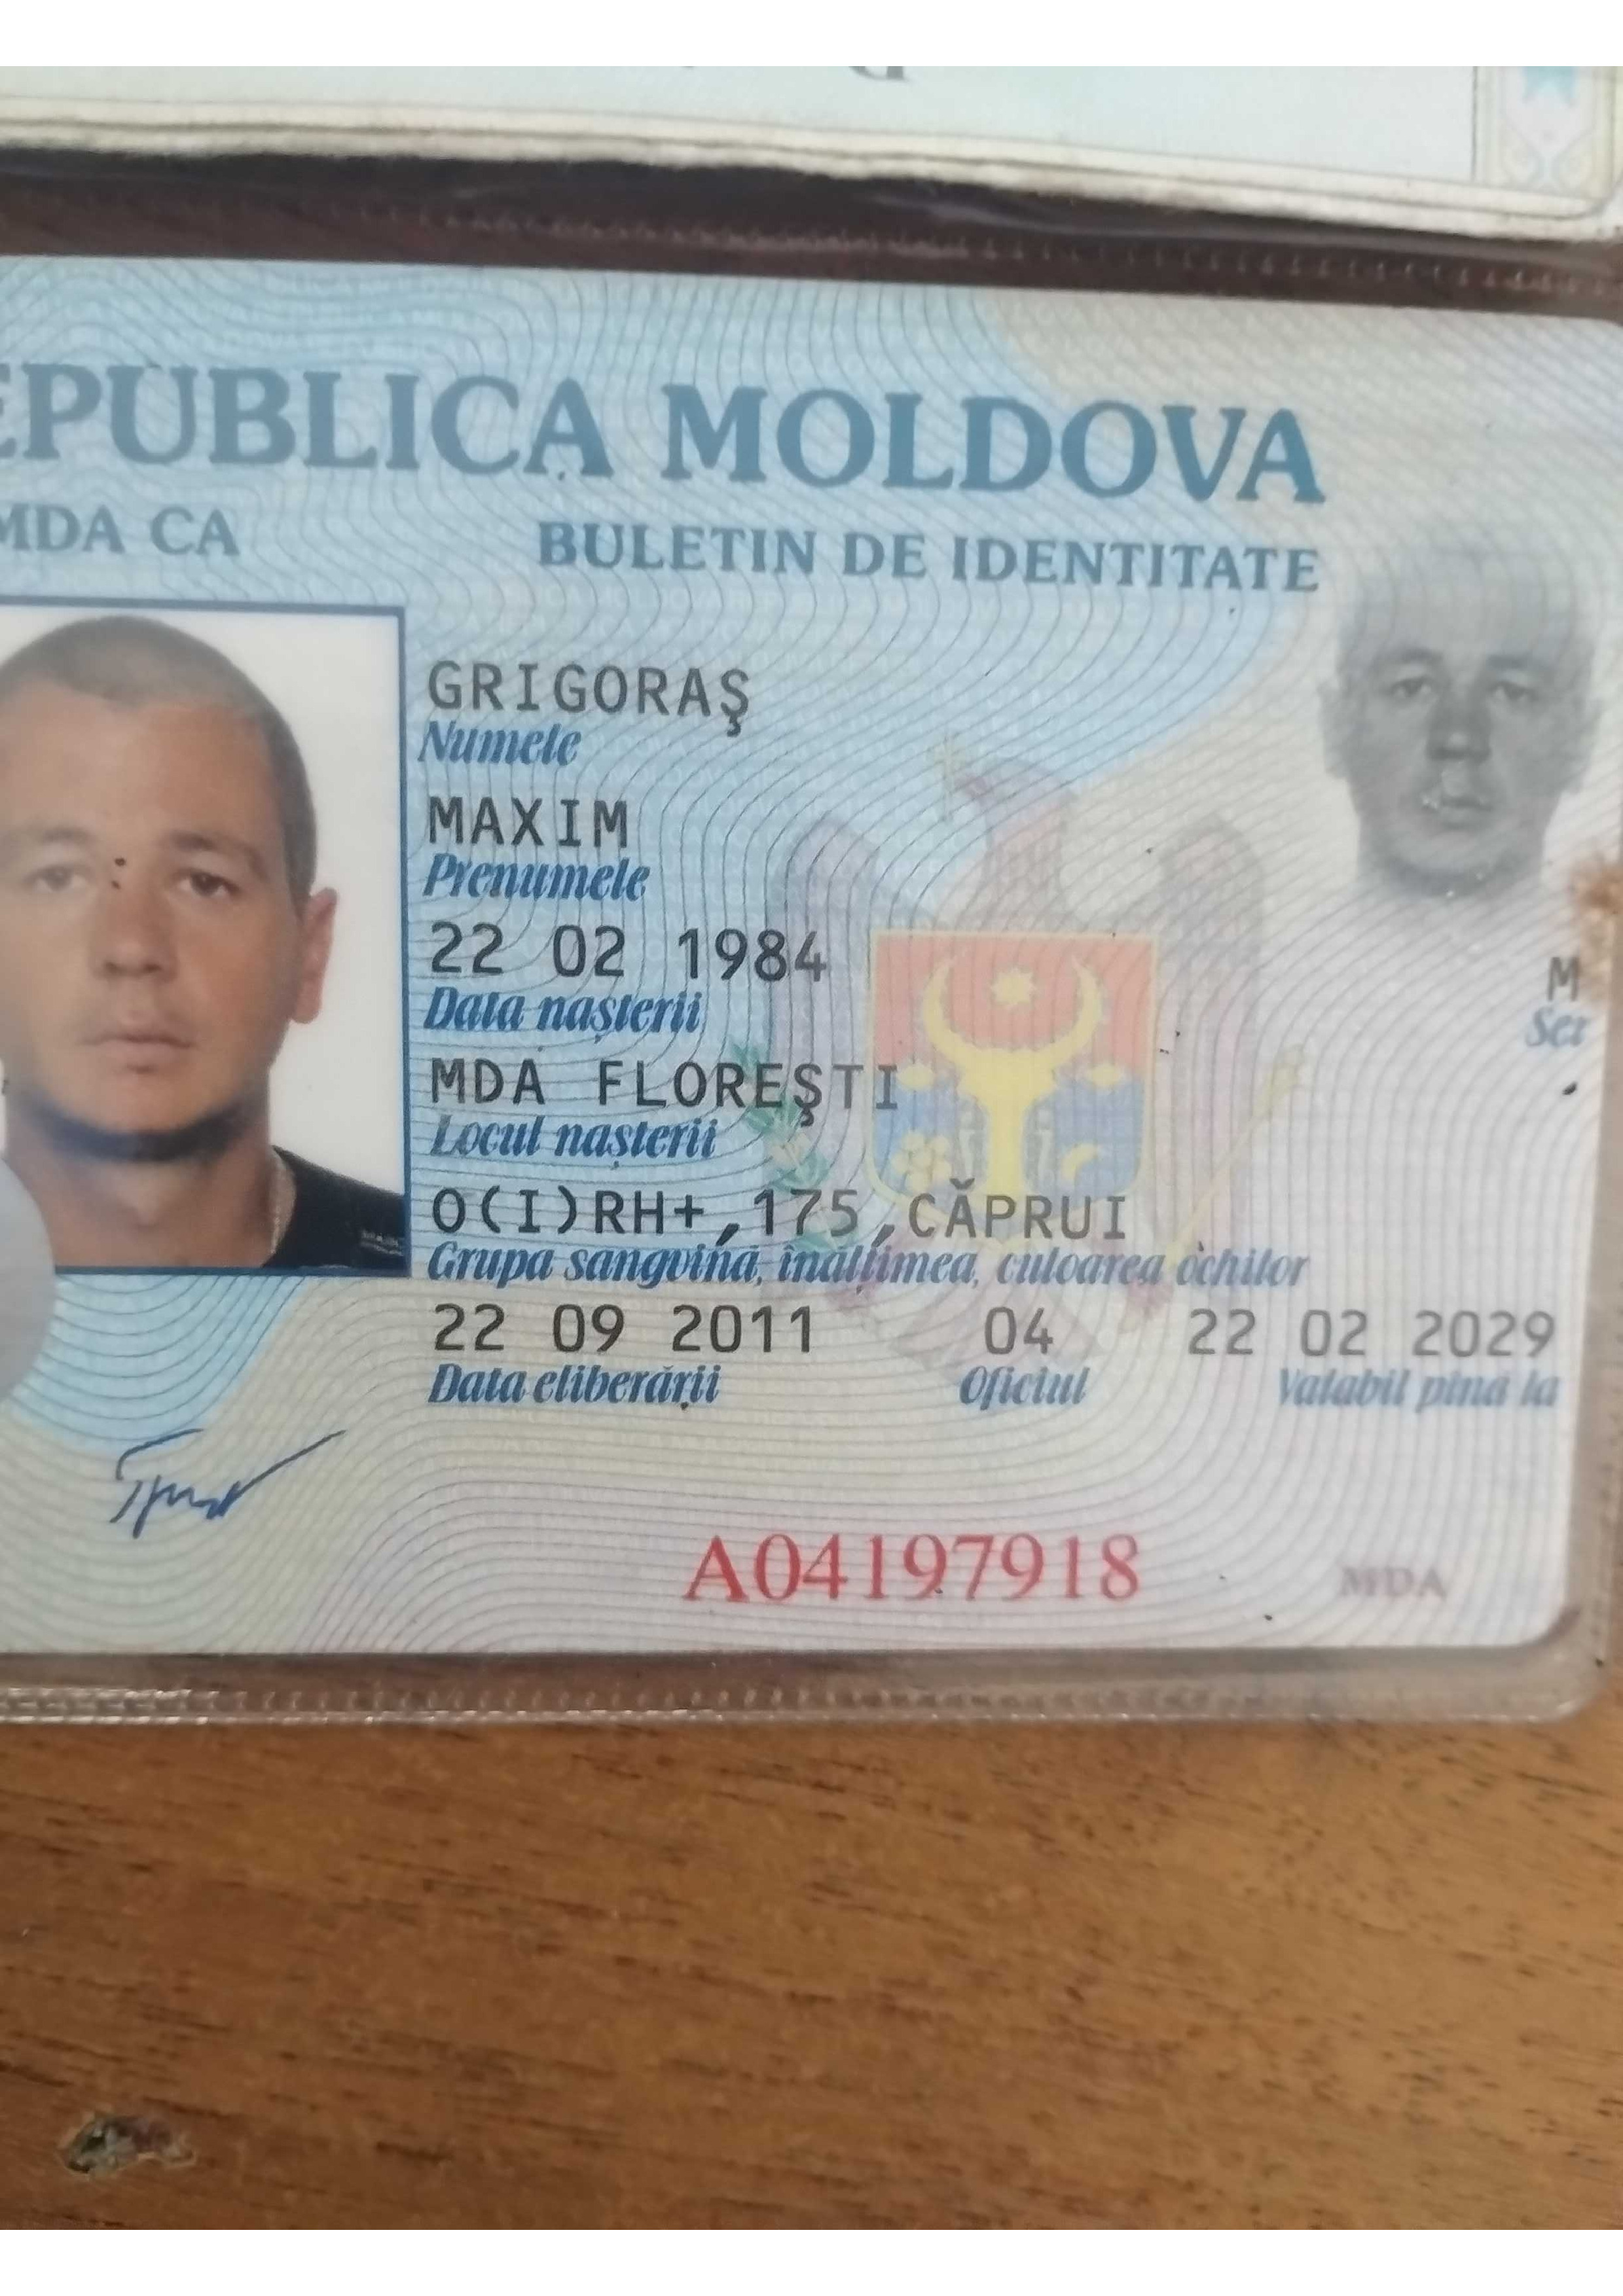 EPUBLICA MOLDOVA
MDA CA
BULETIN DE IDENTITATE
GRIGORAŞ
Numele
MAXIM
Prenumele
22 02 1984
Data naşterii
M
Sex
MDA FLOREŞTI
Locul naşterii
O(I)RH+,175,CĂPRUI
Grupa sangvină, înălţimea, culoarea ochilor
22 09 2011 04 22 02 2029
Data eliberării Oficiul Valabil pînă la
A04197918
MDA